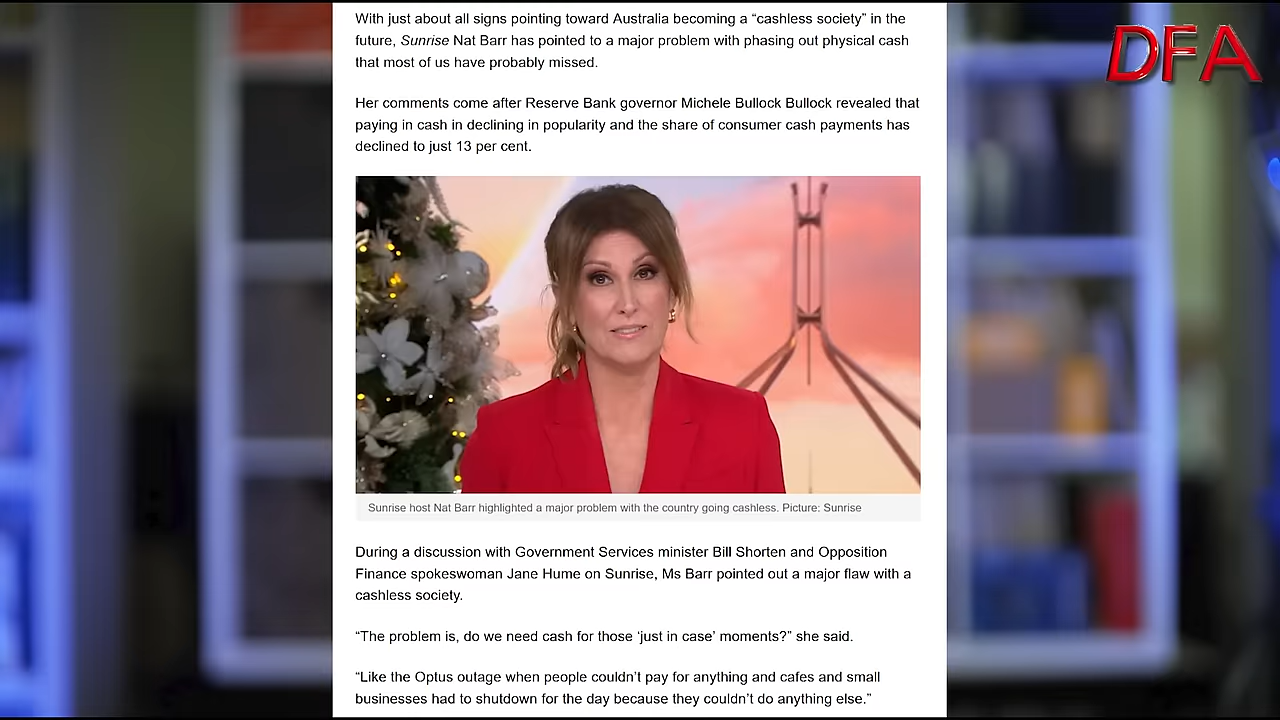 DFA
With just about all signs pointing toward Australia becoming a “cashless society” in the
future, Sunrise Nat Barr has pointed to a major problem with phasing out physical cash
that most of us have probably missed.
Her comments come after Reserve Bank governor Michele Bullock Bullock revealed that
paying in cash in declining in popularity and the share of consumer cash payments has
declined to just 13 per cent.
Sunrise host Nat Barr highlighted a major problem with the country going cashless. Picture: Sunrise
During a discussion with Government Services minister Bill Shorten and Opposition
Finance spokeswoman Jane Hume on Sunrise, Ms Barr pointed out a major flaw with a
cashless society.
“The problem is, do we need cash for those ‘just in case’ moments?” she said.
“Like the Optus outage when people couldn’t pay for anything and cafes and small
businesses had to shutdown for the day because they couldn’t do anything else.”